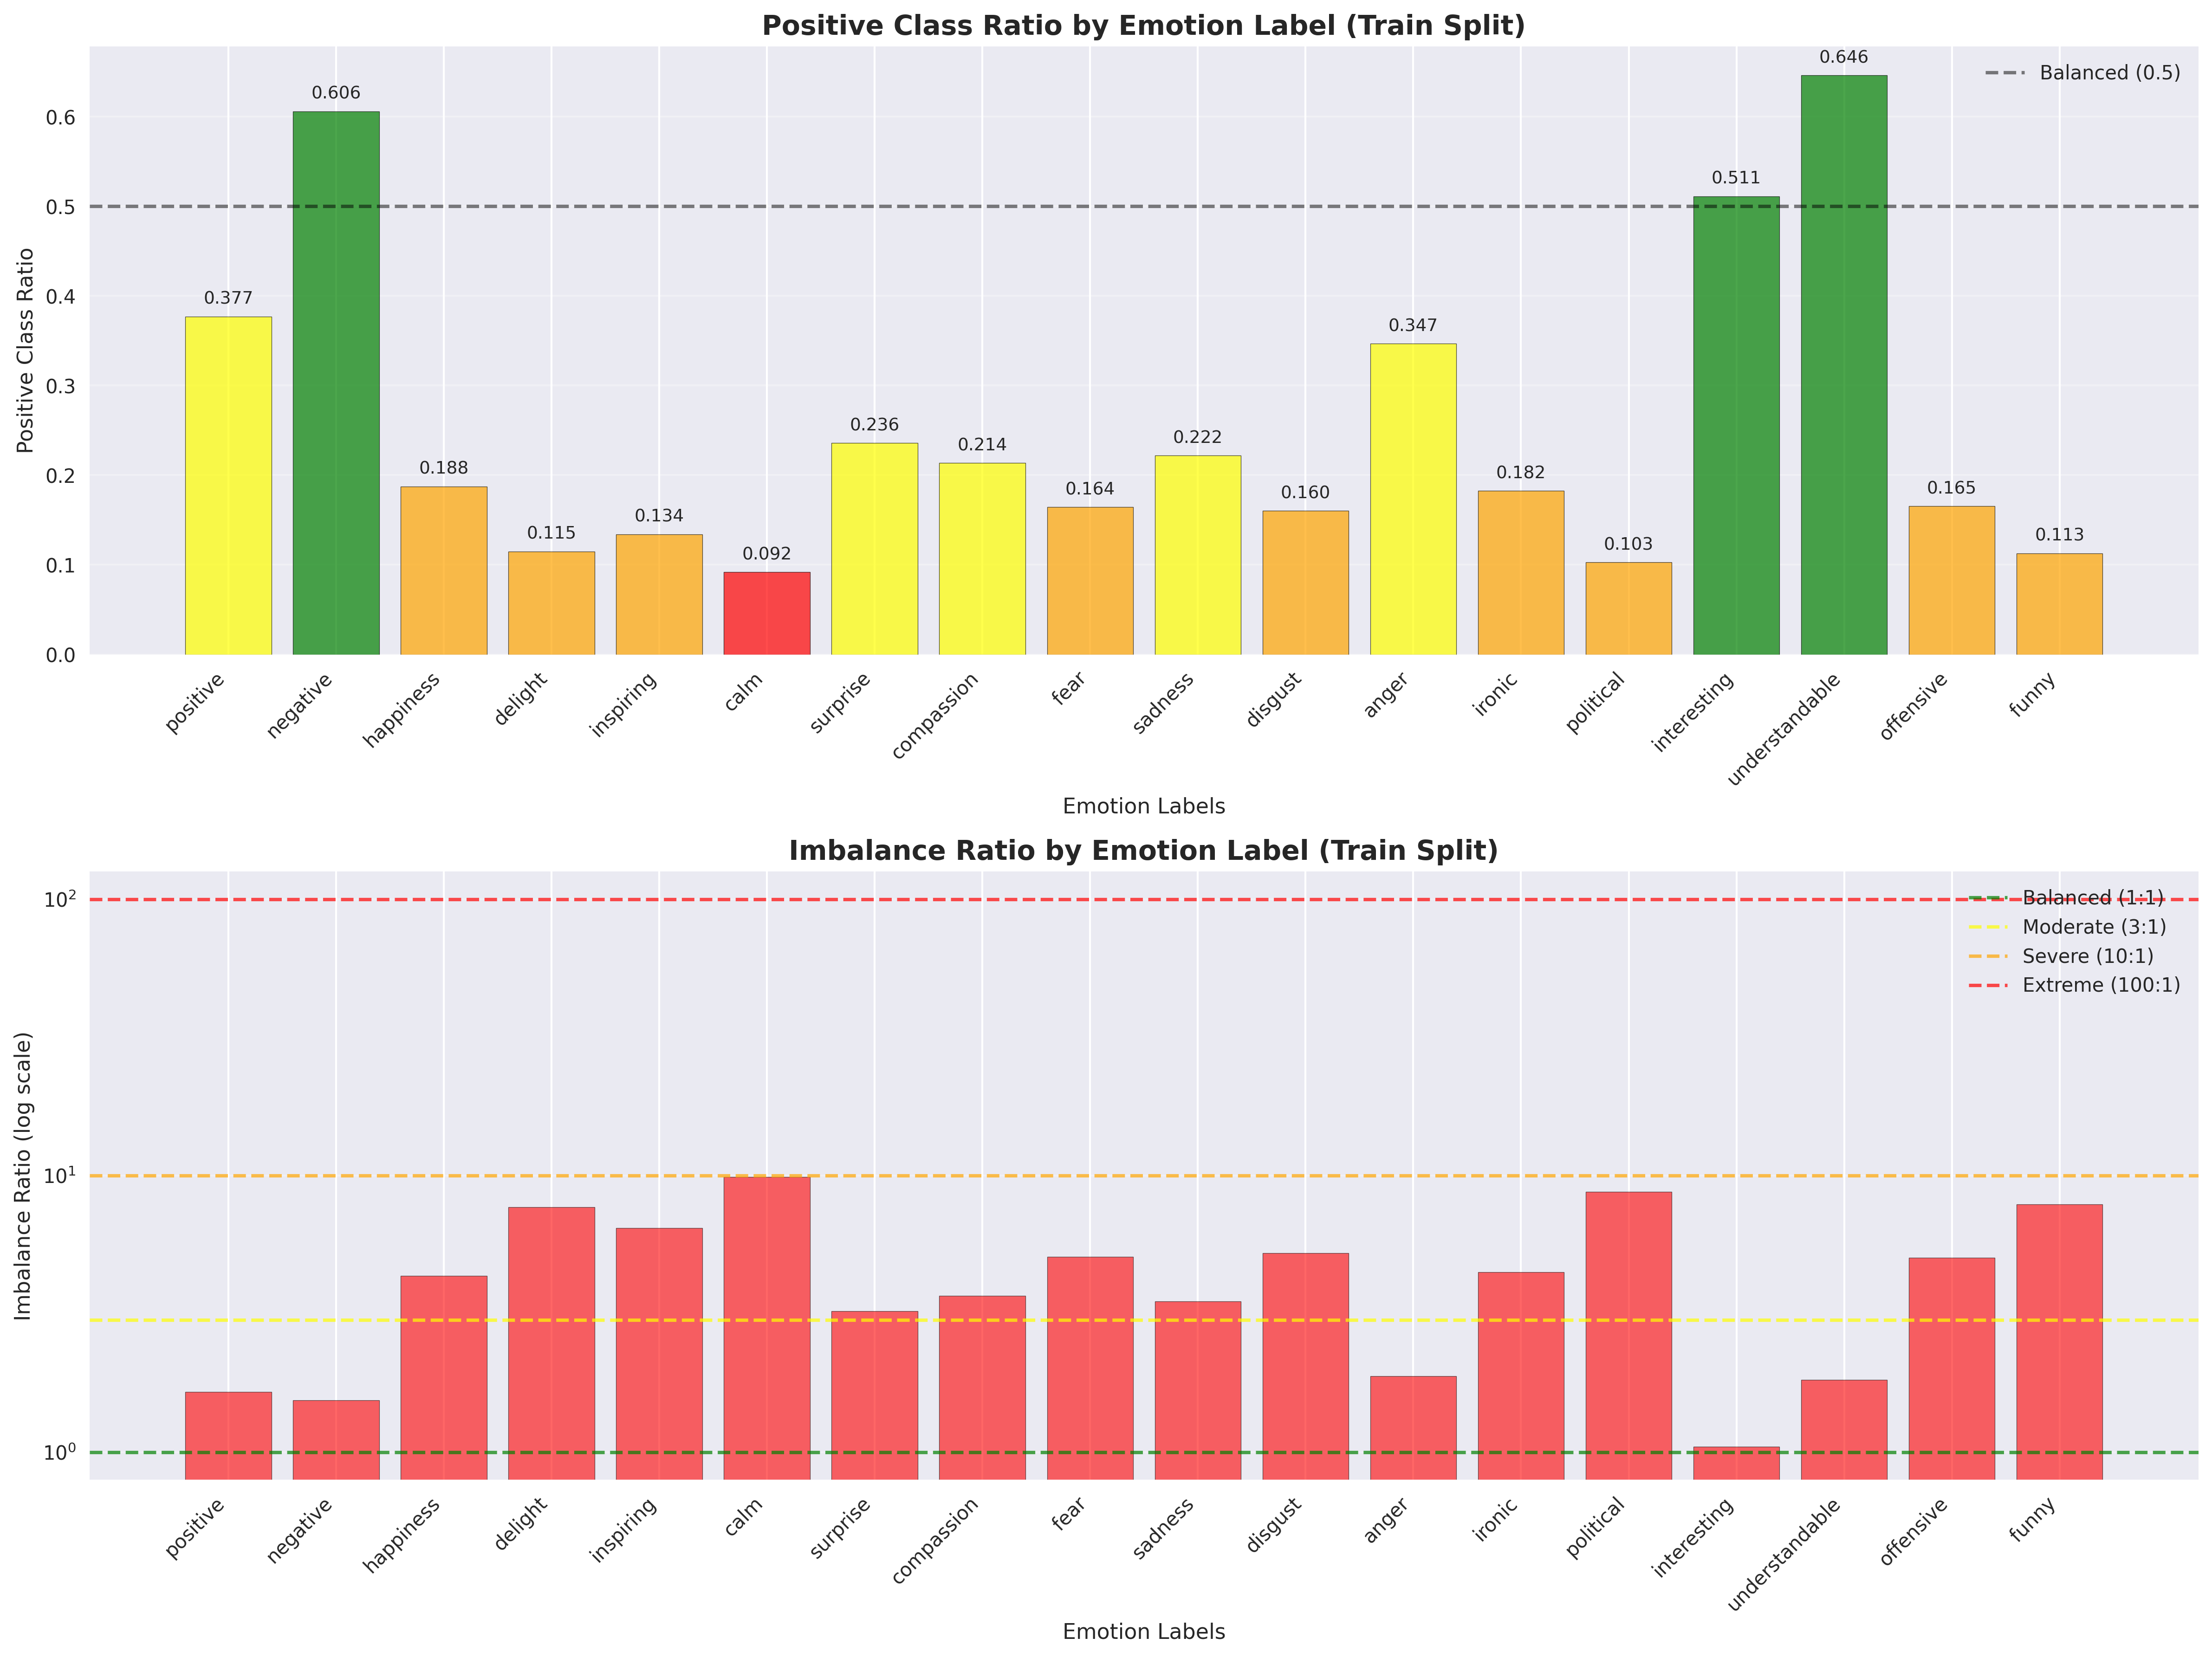 Positive Class Ratio by Emotion Label (Train Split)
Balanced (0.5)
Positive Class Ratio
0.6
0.5
0.4
0.3
0.2
0.1
0.0
0.377
0.606
0.188
0.115
0.134
0.092
0.236
0.214
0.164
0.222
0.160
0.347
0.182
0.103
0.511
0.646
0.165
0.113
positive
negative
happiness
delight
inspiring
calm
surprise
compassion
fear
sadness
disgust
anger
ironic
political
interesting
understandable
offensive
funny
Emotion Labels
Imbalance Ratio by Emotion Label (Train Split)
Balanced (1:1)
Moderate (3:1)
Severe (10:1)
Extreme (100:1)
Imbalance Ratio (log scale)
10²
10¹
10⁰
positive
negative
happiness
delight
inspiring
calm
surprise
compassion
fear
sadness
disgust
anger
ironic
political
interesting
understandable
offensive
funny
Emotion Labels